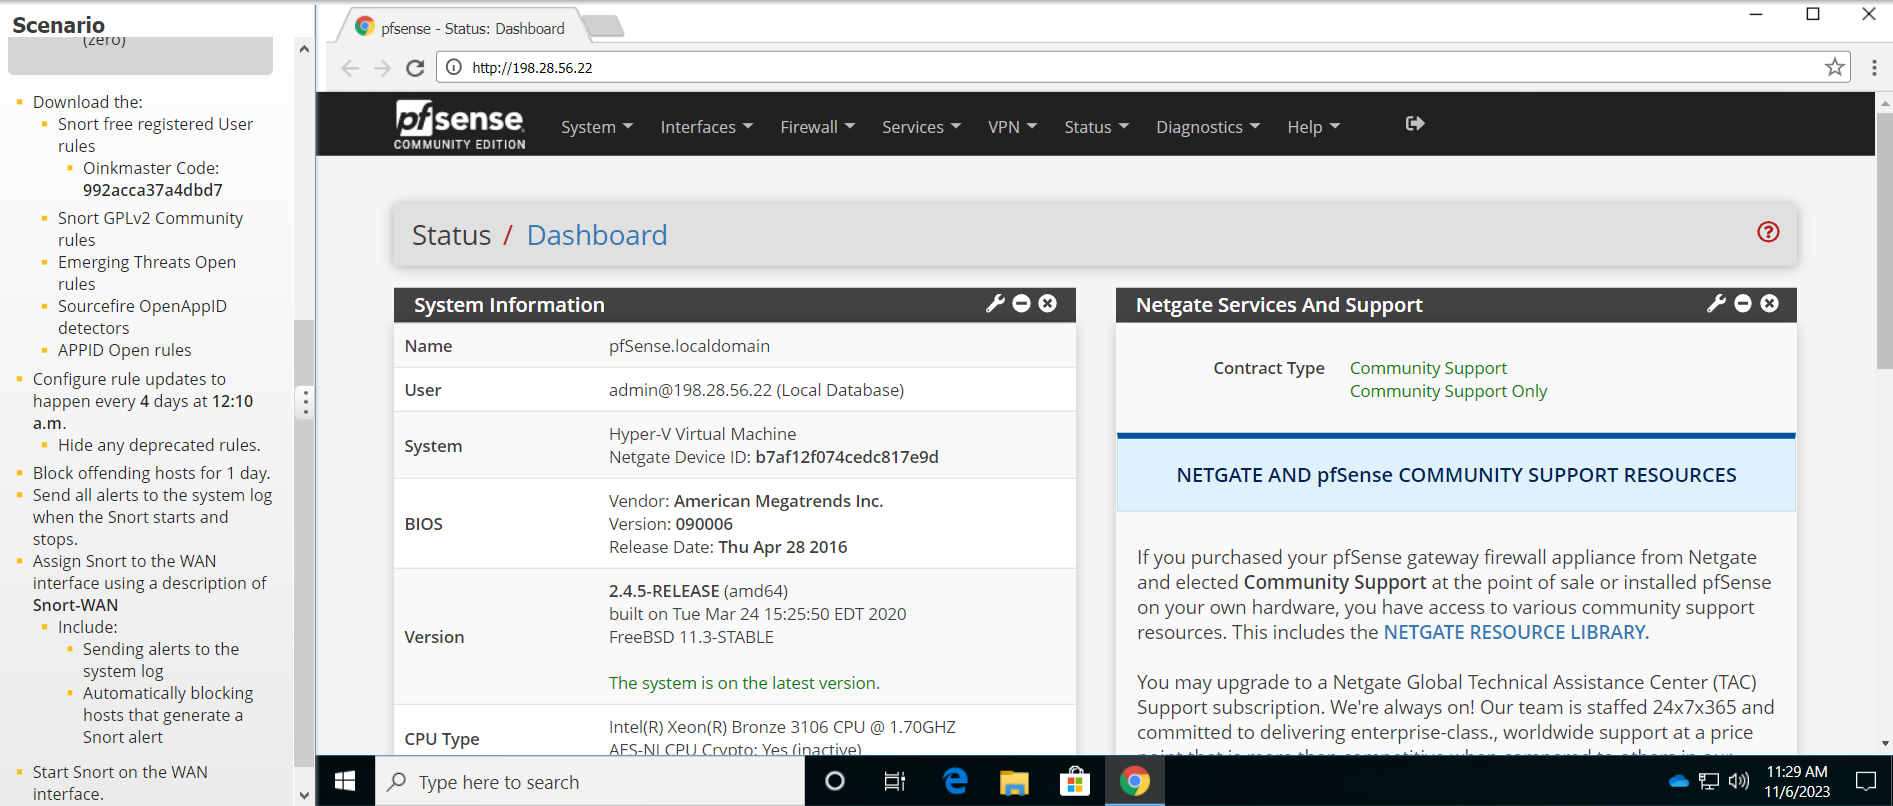 Scenario
(zero)
Download the:
Snort free registered User
rules
Oinkmaster Code:
992acca37a4dbd7
Snort GPLv2 Community
rules
Emerging Threats Open
rules
Sourcefire OpenAppID
detectors
APPID Open rules
Configure rule updates to
happen every 4 days at 12:10
a.m.
Hide any deprecated rules.
Block offending hosts for 1 day.
Send all alerts to the system log
when the Snort starts and
stops.
Assign Snort to the WAN
interface using a description of
Snort-WAN
Include:
Sending alerts to the
system log
Automatically blocking
hosts that generate a
Snort alert
Start Snort on the WAN
interface.
pfsense - Status: Dashboard
http://198.28.56.22
pfsense
COMMUNITY EDITION
System Interfaces Firewall Services VPN Status Diagnostics Help
Status / Dashboard
System Information
Name pfSense.localdomain
User admin@198.28.56.22 (Local Database)
System
Hyper-V Virtual Machine
Netgate Device ID: b7af12f074cedc817e9d
BIOS
Vendor: American Megatrends Inc.
Version: 090006
Release Date: Thu Apr 28 2016
Version
2.4.5-RELEASE (amd64)
built on Tue Mar 24 15:25:50 EDT 2020
FreeBSD 11.3-STABLE
The system is on the latest version.
CPU Type
Intel(R) Xeon(R) Bronze 3106 CPU @ 1.70GHZ
AES-NI CPU Crypto: Yes (inactive)
Netgate Services And Support
Contract Type Community Support
Community Support Only
NETGATE AND pfSense COMMUNITY SUPPORT RESOURCES
If you purchased your pfSense gateway firewall appliance from Netgate
and elected Community Support at the point of sale or installed pfSense
on your own hardware, you have access to various community support
resources. This includes the NETGATE RESOURCE LIBRARY.
You may upgrade to a Netgate Global Technical Assistance Center (TAC)
Support subscription. We're always on! Our team is staffed 24x7x365 and
committed to delivering enterprise-class., worldwide support at a price
point that is more than competitive when compared to others in our
Type here to search
11:29 AM
11/6/2023